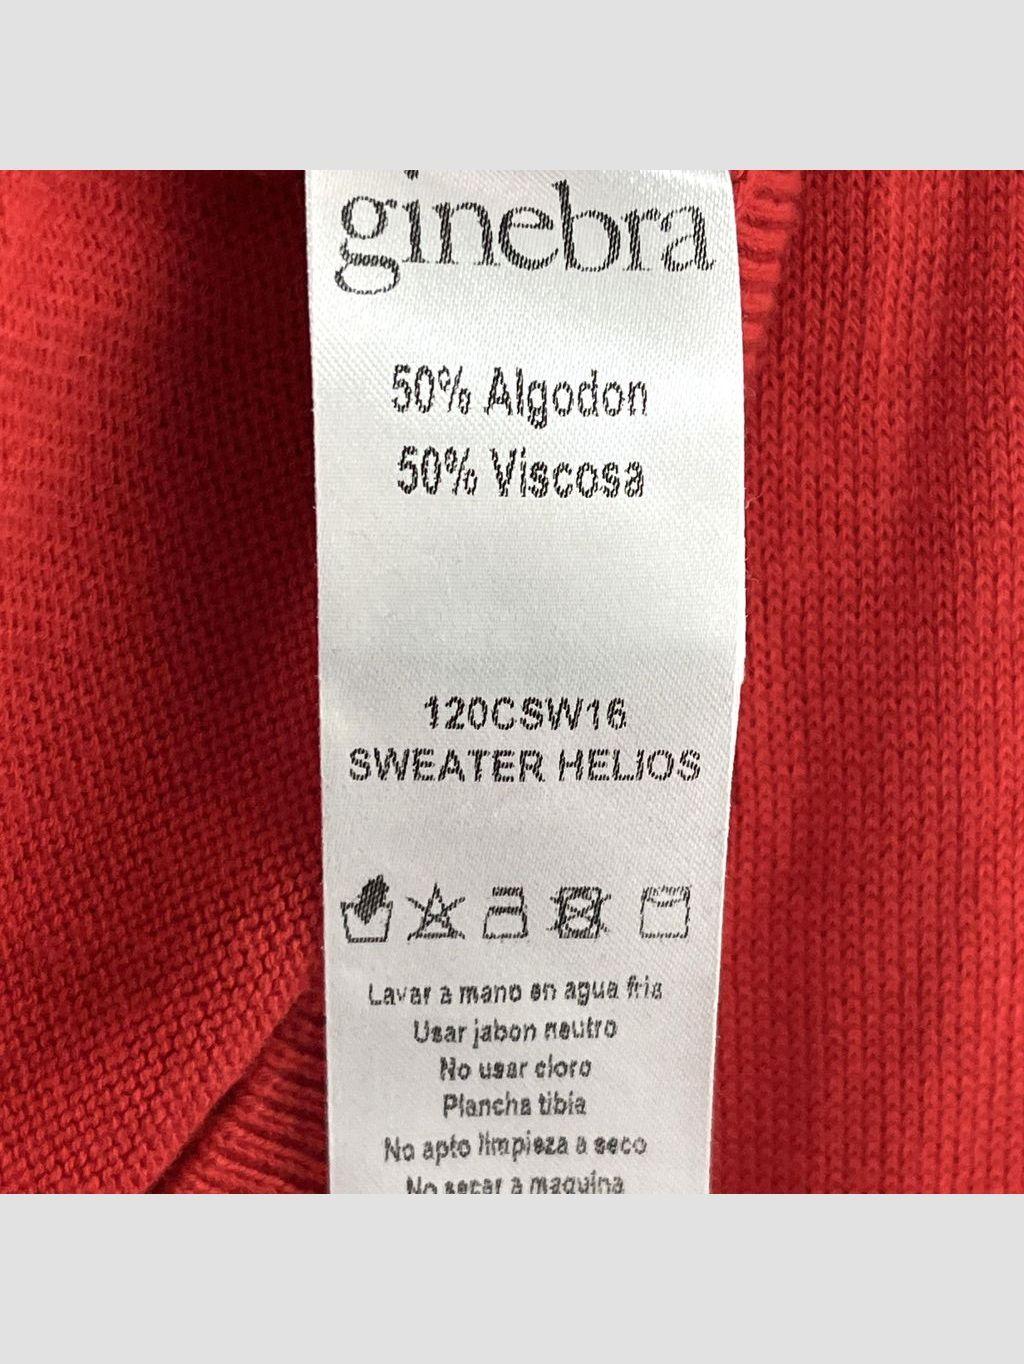 ginebra
50% Algodon
50% Viscosa
120CSW16
SWEATER HELIOS
Lavar a mano en agua fria
Usar jabon neutro
No usar cloro
Plancha tibia
No apto limpieza a seco
No secar a maquina